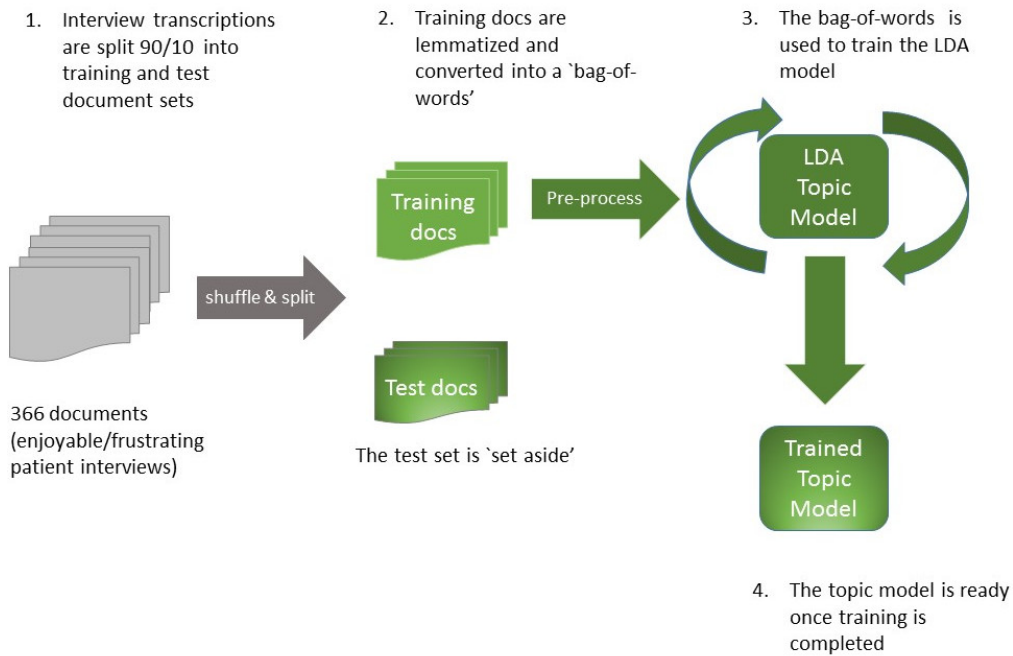 1. Interview transcriptions
are split 90/10 into
training and test
document sets
2. Training docs are
lemmatized and
converted into a `bag-of-
words’
3. The bag-of-words is
used to train the LDA
model
366 documents
(enjoyable/frustrating
patient interviews)
shuffle & split
Training
docs
Test docs
The test set is `set aside’
Pre-process
LDA
Topic
Model
Trained
Topic
Model
4. The topic model is ready
once training is
completed